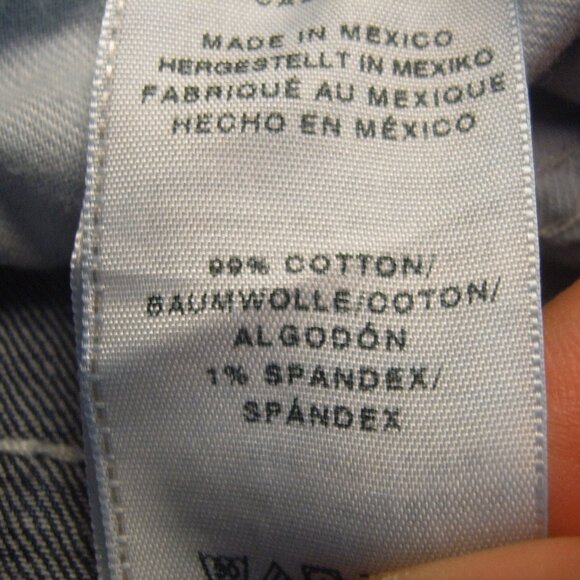 MADE IN MEXICO
HERGESTELLT IN MEXIKO
FABRIQUÉ AU MEXIQUE
HECHO EN MÉXICO
99% COTTON/
BAUMWOLLE/COTON/
ALGODÓN
1% SPANDEX/
SPÁNDEX